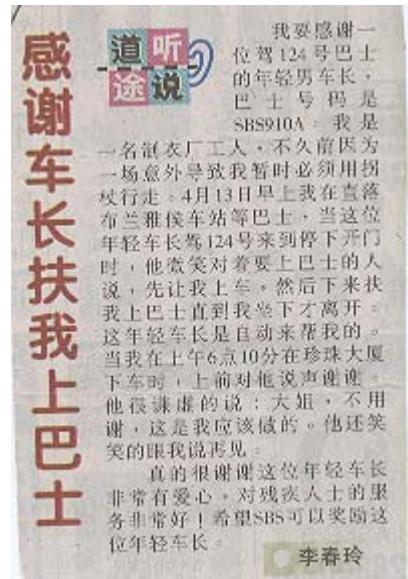 感谢车长扶我上巴士
道听
途说
我要感谢一
位驾124号巴士
的年轻男车长，
巴士号码是
SBS910A。我是
一名制衣厂工人，不久前因为
一场意外导致我暂时必须用拐
杖行走。4月13日早上我在直落
布兰雅侯车站等巴士，当这位
年轻车长驾124号来到停下开门
时，他微笑对着要上巴士的人
说，先让我上车。然后下来扶
我上巴士直到我坐下才离开。
这年轻车长是自动来帮我的。
当我在上午6点10分在珍珠大厦
下车时，上前对他说声谢谢。
他很谦虚的说：大姐，不用
谢，这是我应该做的。他还笑
笑的跟我说再见。
真的很谢谢这位年轻车长
非常有爱心，对残疾人士的服
务非常好！希望SBS可以奖励这
位年轻车长。
李春玲